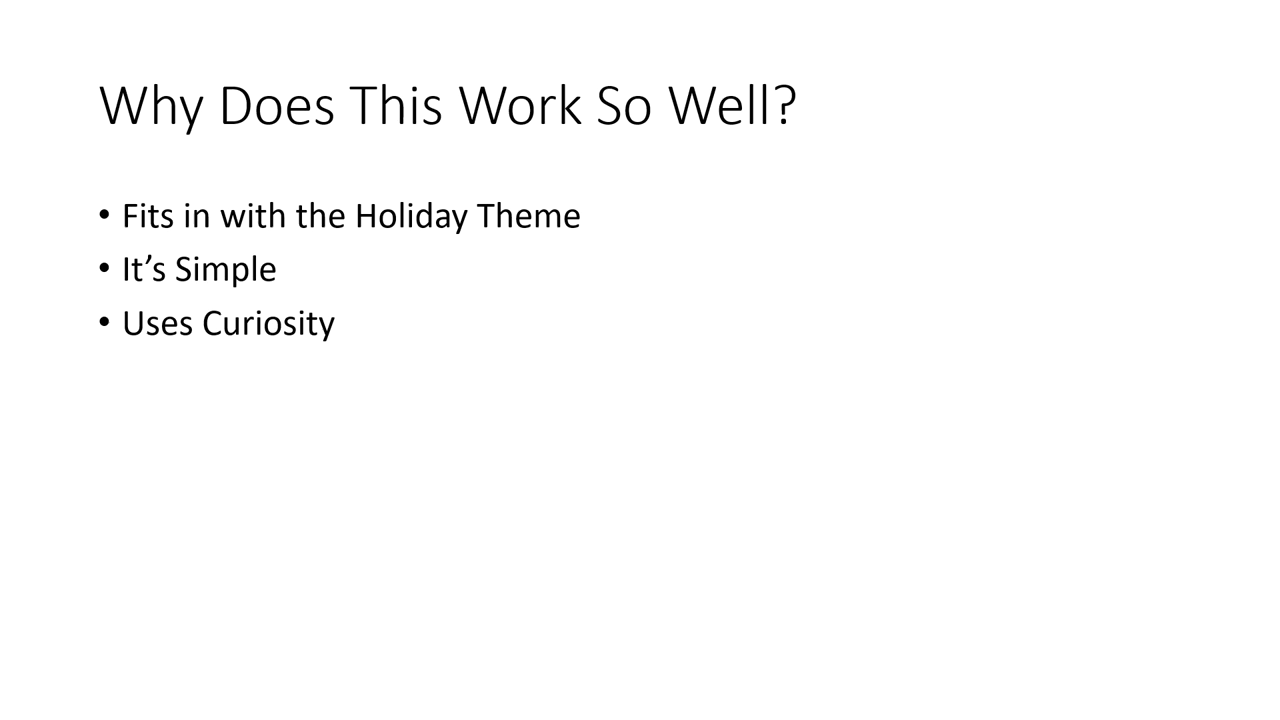 Why Does This Work So Well?
• Fits in with the Holiday Theme
• It’s Simple
• Uses Curiosity